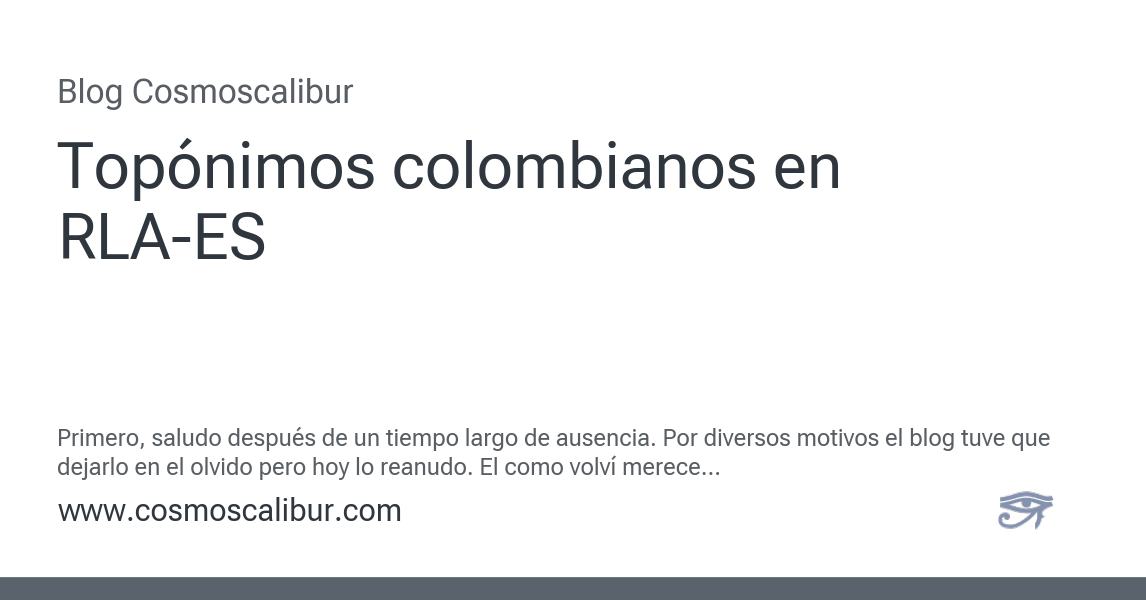 Blog Cosmoscalibur
Topónimos colombianos en
RLA-ES
Primero, saludo después de un tiempo largo de ausencia. Por diversos motivos el blog tuve que
dejarlo en el olvido pero hoy lo reanudo. El como volví merece...
www.cosmoscalibur.com